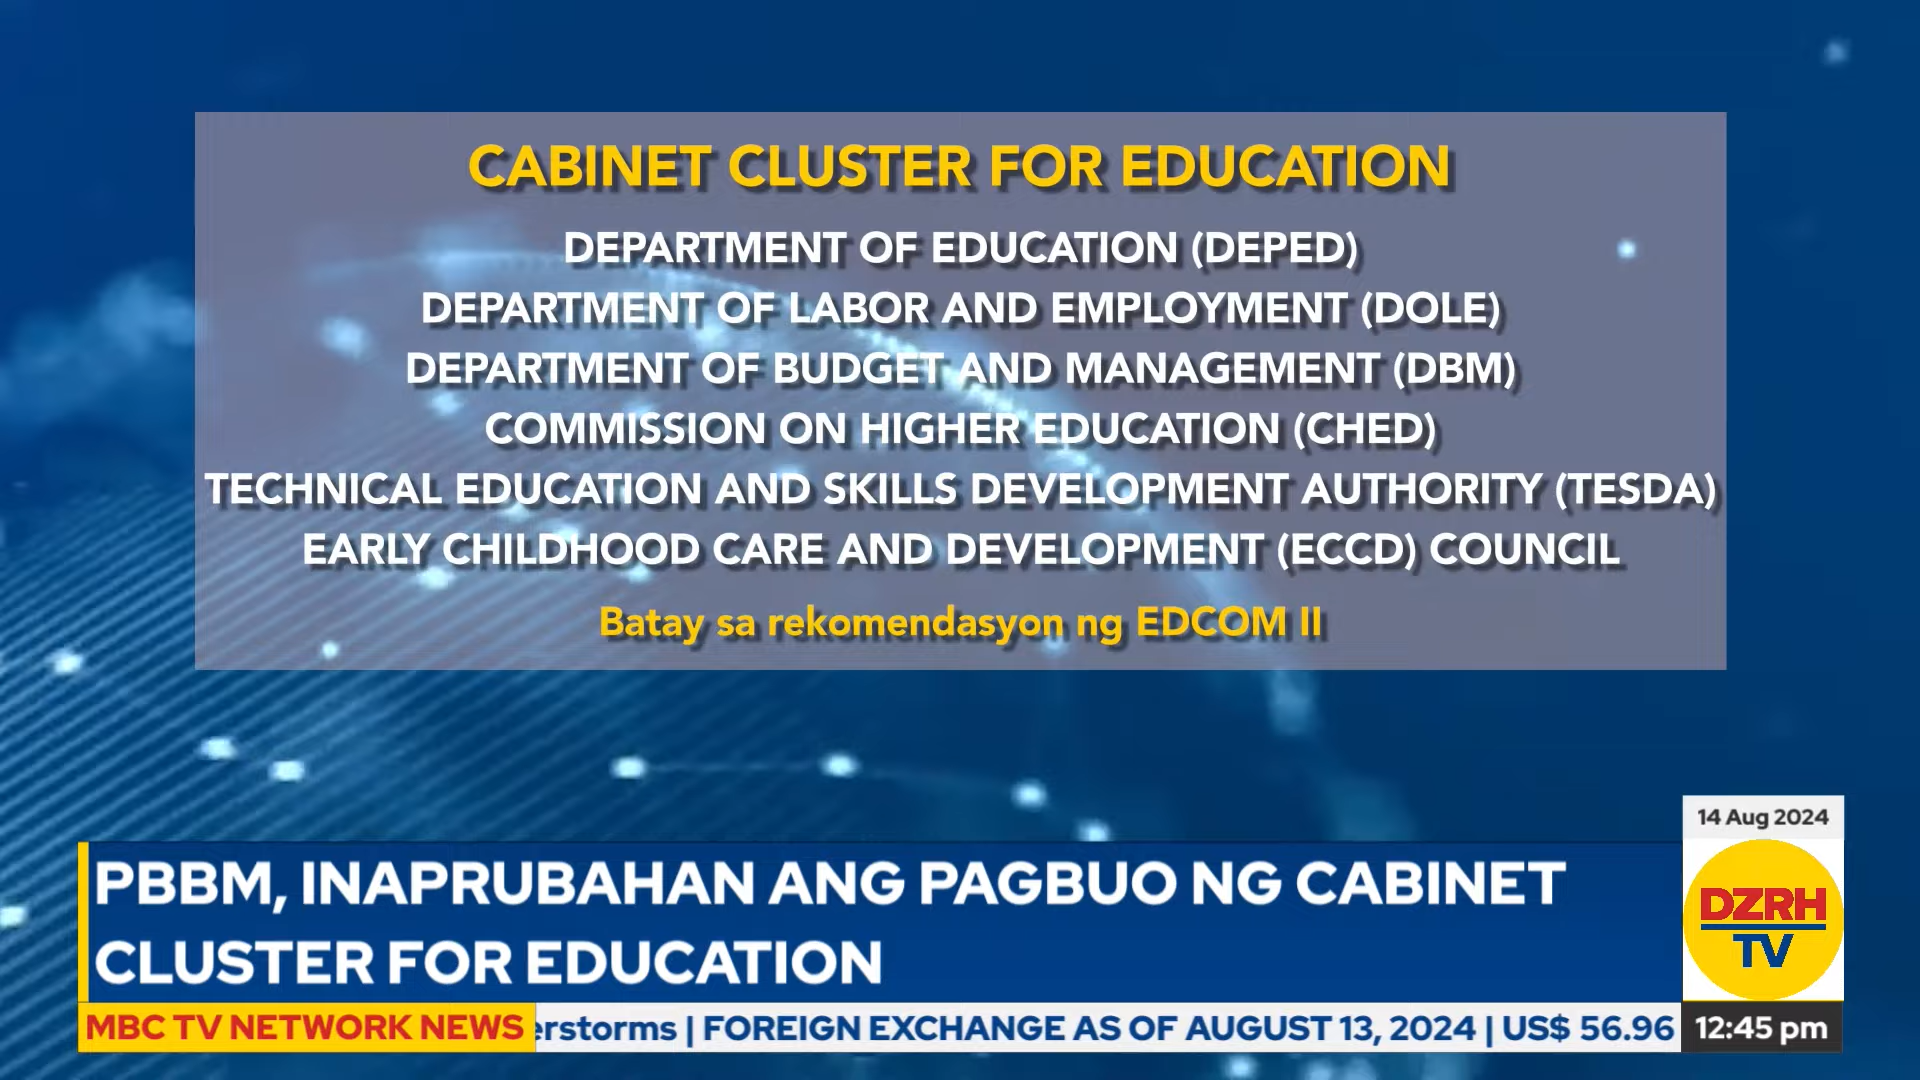 CABINET CLUSTER FOR EDUCATION
DEPARTMENT OF EDUCATION (DEPED)
DEPARTMENT OF LABOR AND EMPLOYMENT (DOLE)
DEPARTMENT OF BUDGET AND MANAGEMENT (DBM)
COMMISSION ON HIGHER EDUCATION (CHED)
TECHNICAL EDUCATION AND SKILLS DEVELOPMENT AUTHORITY (TESDA)
EARLY CHILDHOOD CARE AND DEVELOPMENT (ECCD) COUNCIL
Batay sa rekomendasyon ng EDCOM II
14 Aug 2024
PBBM, INAPRUBAHAN ANG PAGBUO NG CABINET
CLUSTER FOR EDUCATION
DZRH
TV
MBC TV NETWORK NEWS
erstorms | FOREIGN EXCHANGE AS OF AUGUST 13, 2024 | US$ 56.96
12:45 pm